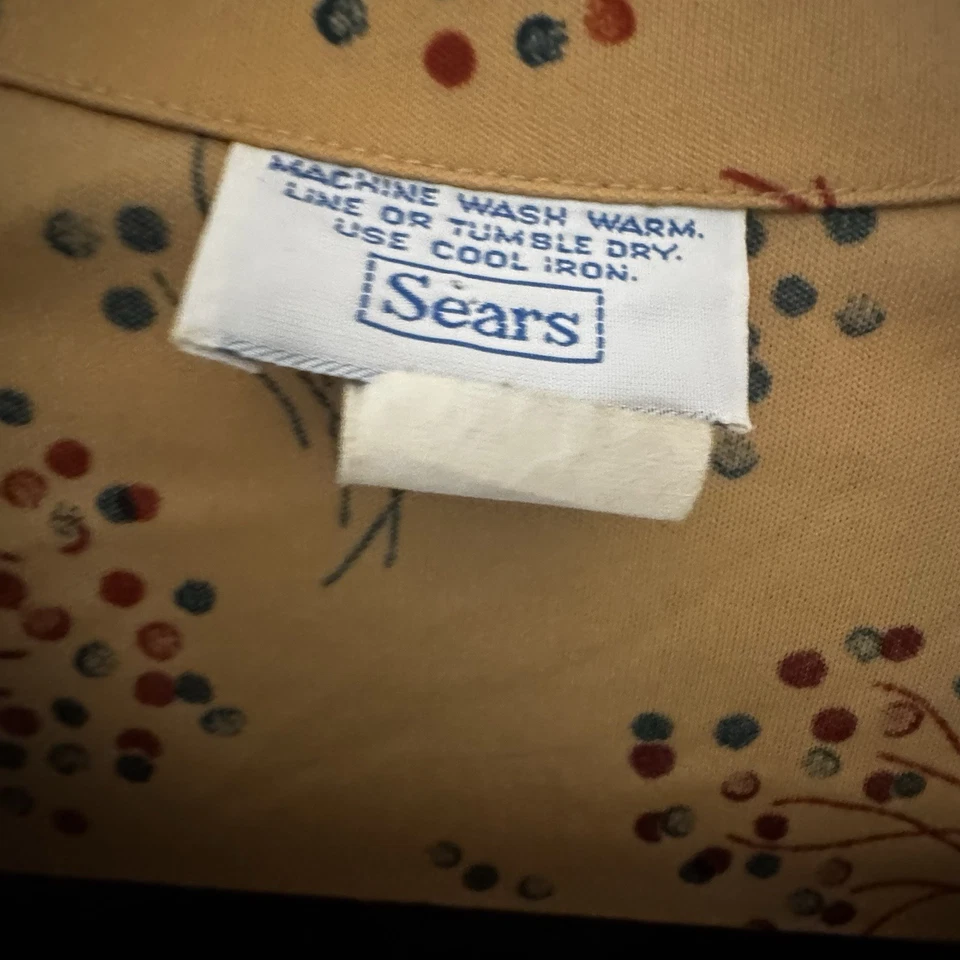 MACHINE WASH WARM.
LINE OR TUMBLE DRY.
USE COOL IRON.
Sears